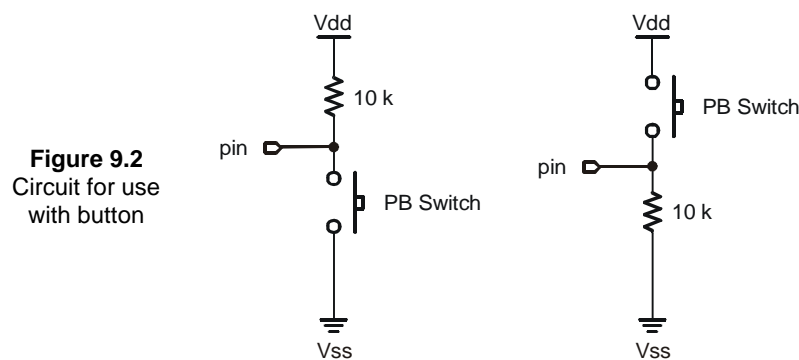 Figure 9.2
Circuit for use
with button
Vdd
10 k
pin
PB Switch
Vss
Vdd
PB Switch
pin
10 k
Vss